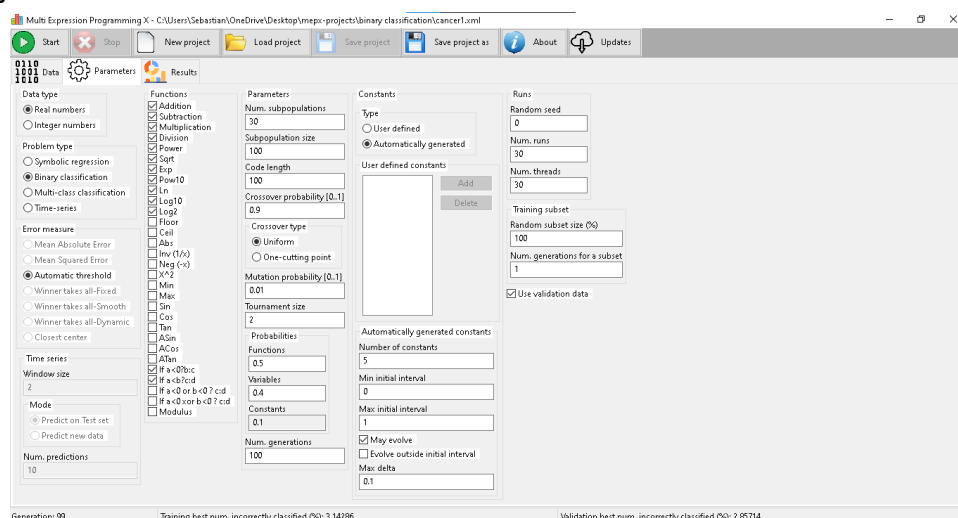 Multi Expression Programming X - C:\Users\Sebastian\OneDrive\Desktop\mepx-projects\binary classification\cancer1.xml
Start Stop New project Load project Save project Save project as About Updates
Data Parameters Results
Data type
Real numbers
Integer numbers
Problem type
Symbolic regression
Binary classification
Multi-class classification
Time-series
Error measure
Mean Absolute Error
Mean Squared Error
Automatic threshold
Winner takes all-Fixed
Winner takes all-Smooth
Winner takes all-Dynamic
Closest center
Time series
Window size
2
Mode
Predict on Test set
Predict new data
Num. predictions
10
Functions
Addition
Subtraction
Multiplication
Division
Power
Sqrt
Exp
Pow10
Ln
Log10
Log2
Floor
Ceil
Abs
Inv (1/x)
Neg (-x)
X^2
Min
Max
Sin
Cos
Tan
ASin
ACos
ATan
If a<0?b:c
If a<b?c:d
If a<0 or b<0 ? c:d
If a<0 xor b<0 ? c:d
Modulus
Parameters
Num. subpopulations
30
Subpopulation size
100
Code length
100
Crossover probability [0..1]
0.9
Crossover type
Uniform
One-cutting point
Mutation probability [0..1]
0.01
Tournament size
2
Probabilities
Functions
0.5
Variables
0.4
Constants
0.1
Num. generations
100
Constants
Type
User defined
Automatically generated
User defined constants
Add
Delete
Automatically generated constants
Number of constants
5
Min initial interval
0
Max initial interval
1
May evolve
Evolve outside initial interval
Max delta
0.1
Runs
Random seed
0
Num. runs
30
Num. threads
30
Training subset
Random subset size (%)
100
Num. generations for a subset
1
Use validation data
Generation: 99 Training best num. incorrectly classified (%): 3.14286 Validation best num. incorrectly classified (%): 2.85714